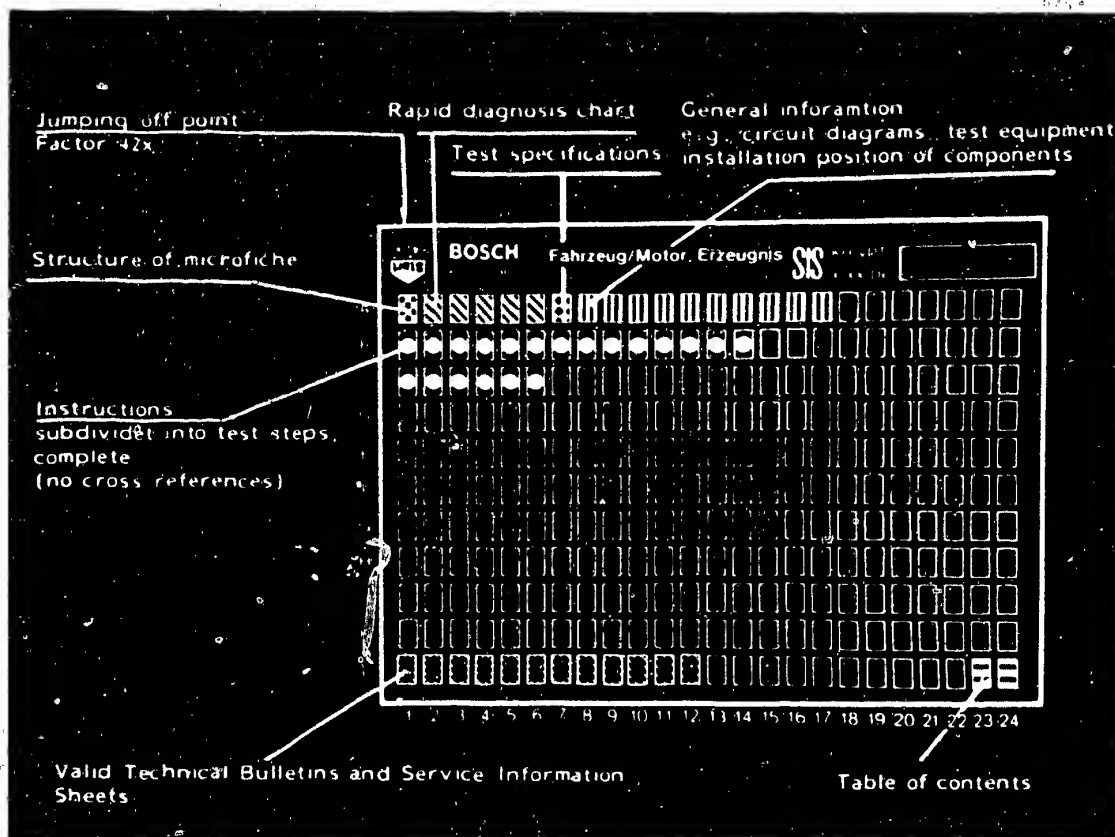 Jumping off point
Factor 42x
Rapid diagnosis chart
Test specifications
General inforamtion
e.g., circuit diagrams, test equipment
installation position of components
Structure of microfiche
BOSCH Fahrzeug/Motor, Erzeugnis SIS
Instructions
subdividet into test steps,
complete
(no cross references)
1 2 3 4 5 6 7 8 9 10 11 12 13 14 15 16 17 18 19 20 21 22 23 24
Valid Technical Bulletins and Service Information
Sheets
Table of contents